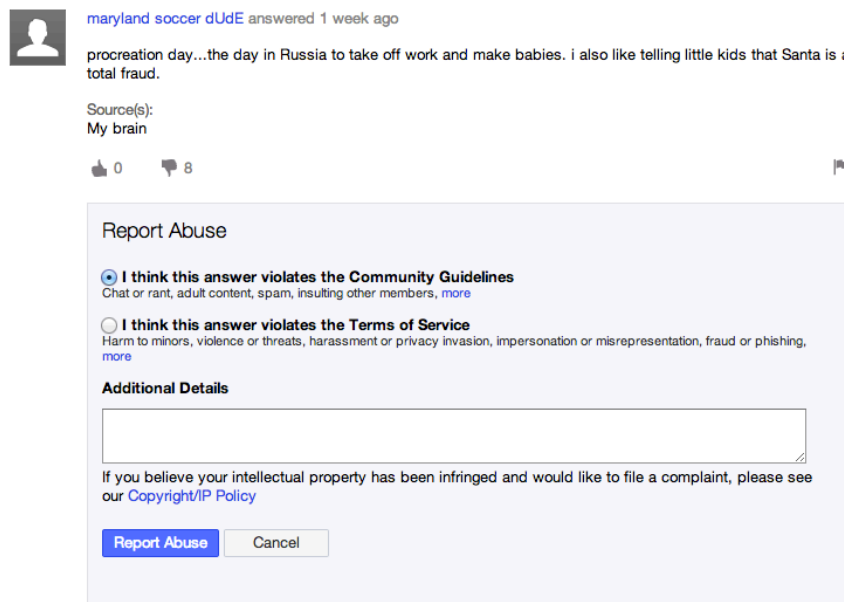 maryland soccer dUdE answered 1 week ago
procreation day...the day in Russia to take off work and make babies. i also like telling little kids that Santa is a
total fraud.
Source(s):
My brain
0 8
Report Abuse
I think this answer violates the Community Guidelines
Chat or rant, adult content, spam, insulting other members, more
I think this answer violates the Terms of Service
Harm to minors, violence or threats, harassment or privacy invasion, impersonation or misrepresentation, fraud or phishing,
more
Additional Details
If you believe your intellectual property has been infringed and would like to file a complaint, please see
our Copyright/IP Policy
Report Abuse Cancel